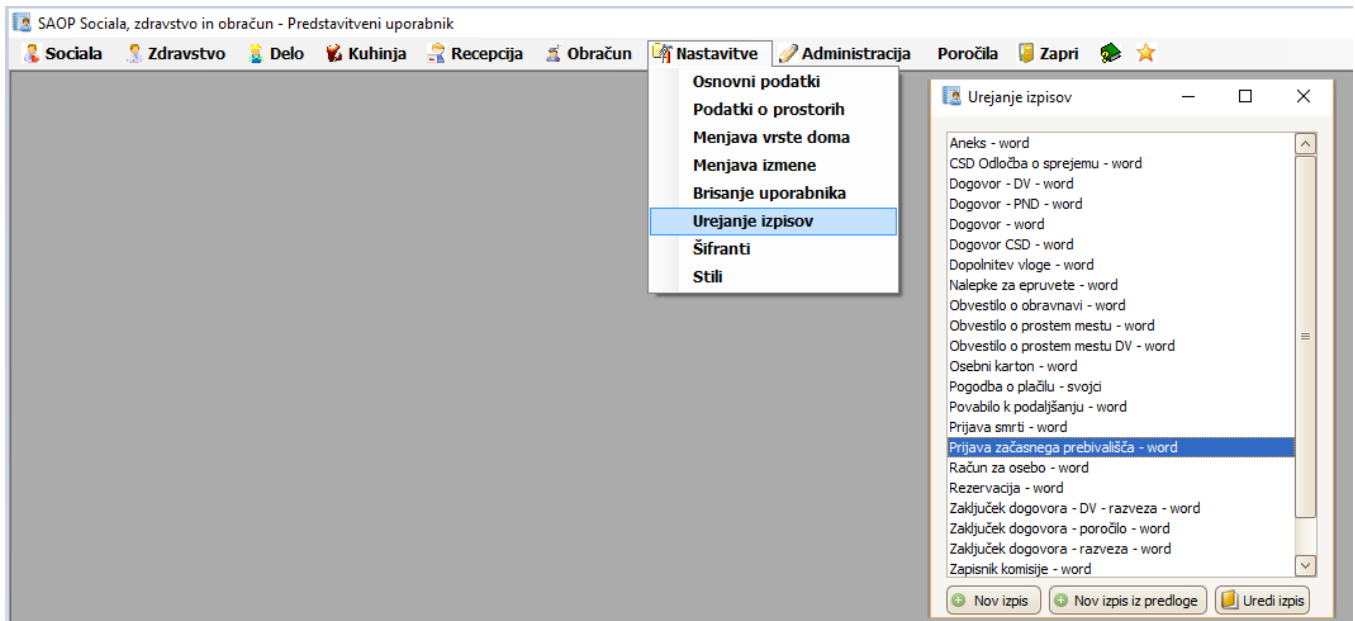 SAOP Sociala, zdravstvo in obračun - Predstavitveni uporabnik
Sociala Zdravstvo Delo Kuhinja Recepcija Obračun Nastavitve Administracija Poročila Zapri
Osnovni podatki
Podatki o prostorih
Menjava vrste doma
Menjava izmene
Brisanje uporabnika
Urejanje izpisov
Šifranti
Stili
Urejanje izpisov
Aneks - word
CSD Odločba o sprejemu - word
Dogovor - DV - word
Dogovor - PND - word
Dogovor - word
Dogovor CSD - word
Dopolnitev vloge - word
Nalepke za epruvete - word
Obvestilo o obravnavi - word
Obvestilo o prostem mestu - word
Obvestilo o prostem mestu DV - word
Osebni karton - word
Pogodba o plačilu - svojci
Povabilo k podaljšanju - word
Prijava smrti - word
Prijava začasnega prebivališča - word
Račun za osebo - word
Rezervacija - word
Zaključek dogovora - DV - razveza - word
Zaključek dogovora - poročilo - word
Zaključek dogovora - razveza - word
Zapisnik komisije - word
Nov izpis Nov izpis iz predloge Uredi izpis